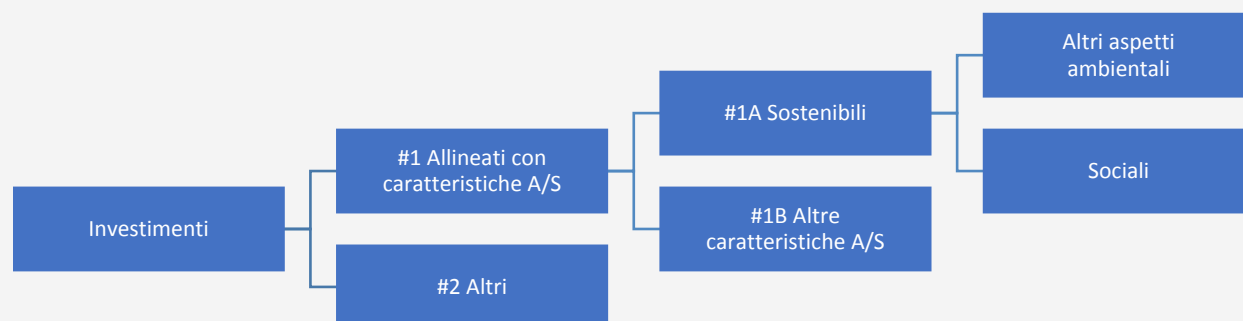 Investimenti
#1 Allineati con
caratteristiche A/S
#2 Altri
#1A Sostenibili
#1B Altre
caratteristiche A/S
Altri aspetti
ambientali
Sociali